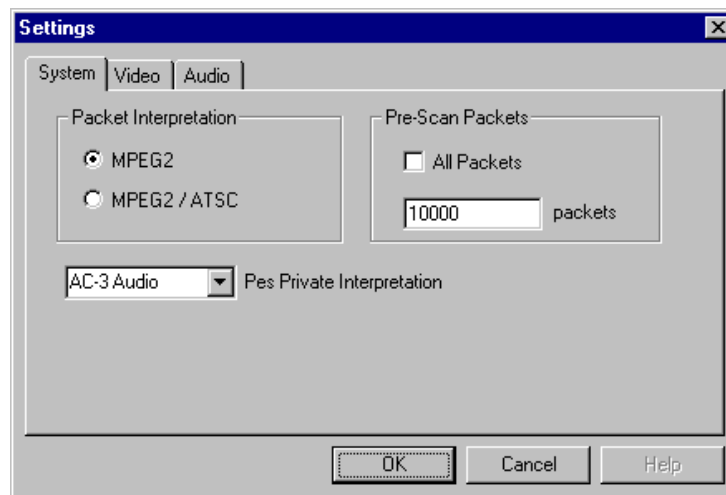 Settings
System Video Audio
Packet Interpretation
MPEG2
MPEG2 / ATSC
Pre-Scan Packets
All Packets
10000 packets
AC-3 Audio Pes Private Interpretation
OK Cancel Help